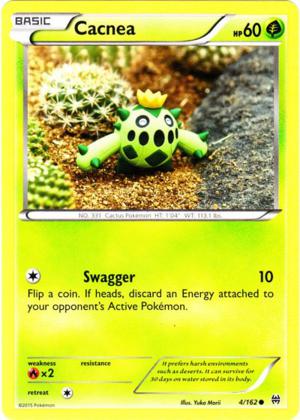 BASIC
Cacnea
HP60
NO. 331 Cactus Pokémon HT: 1'04" WT: 113.1 lbs.
Swagger 10
Flip a coin. If heads, discard an Energy attached to
your opponent's Active Pokémon.
weakness resistance
×2
retreat
It prefers harsh environments
such as deserts. It can survive for
30 days on water stored in its body.
Illus. Yuka Morii 4/162
©2015 Pokémon